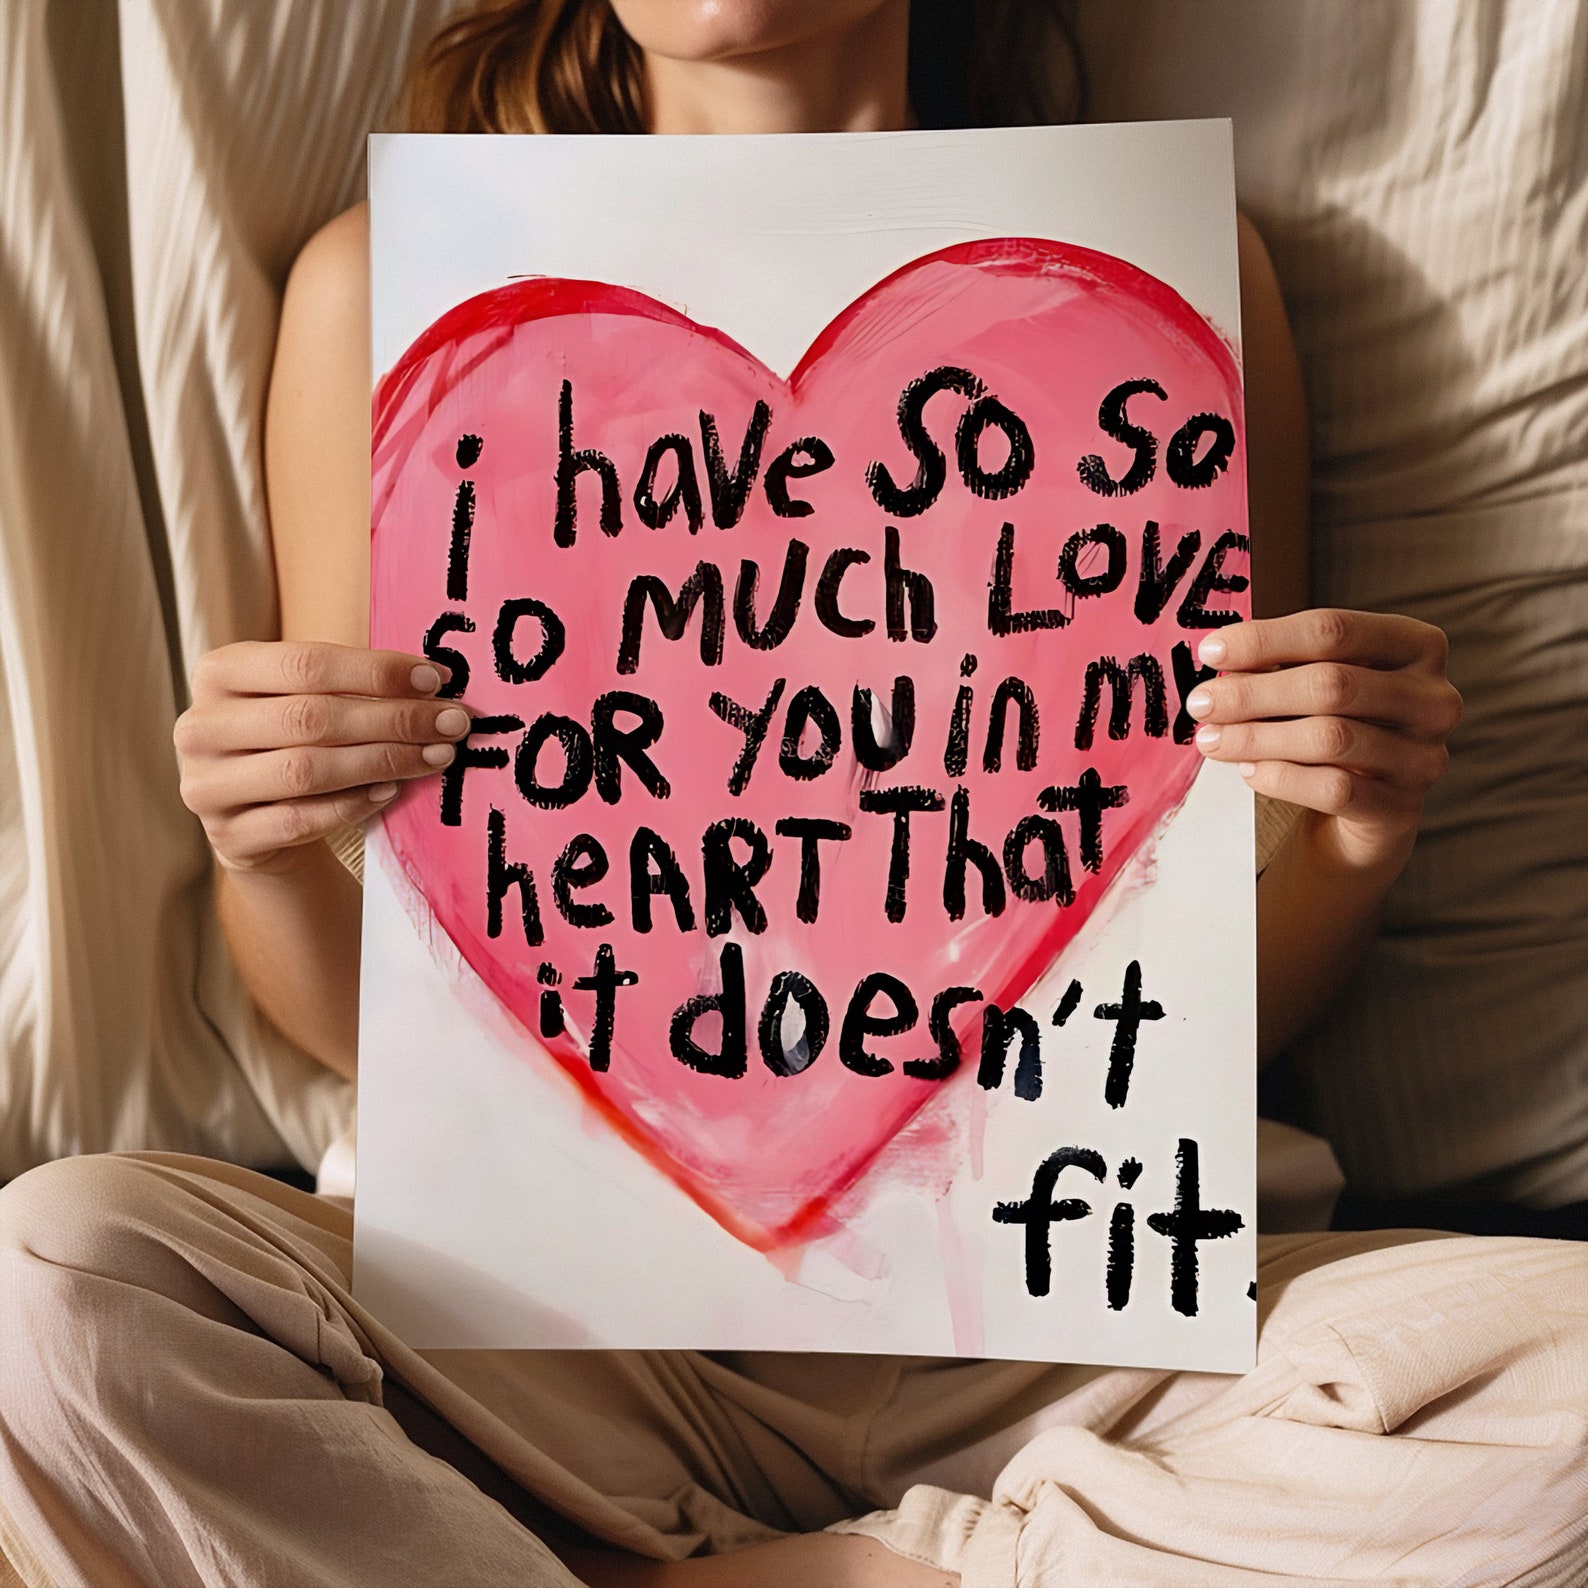 i have So So
so MUCh LOVE
FOR YOU in my
heART That
it doesn't
fit.